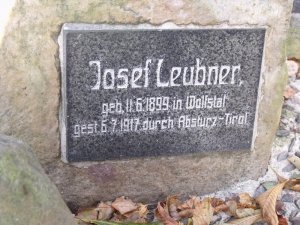 Josef Leubner,
geb. 11.6.1899 in Wolfstal
gest. 6.7.1917 durch Absturz-Tirol